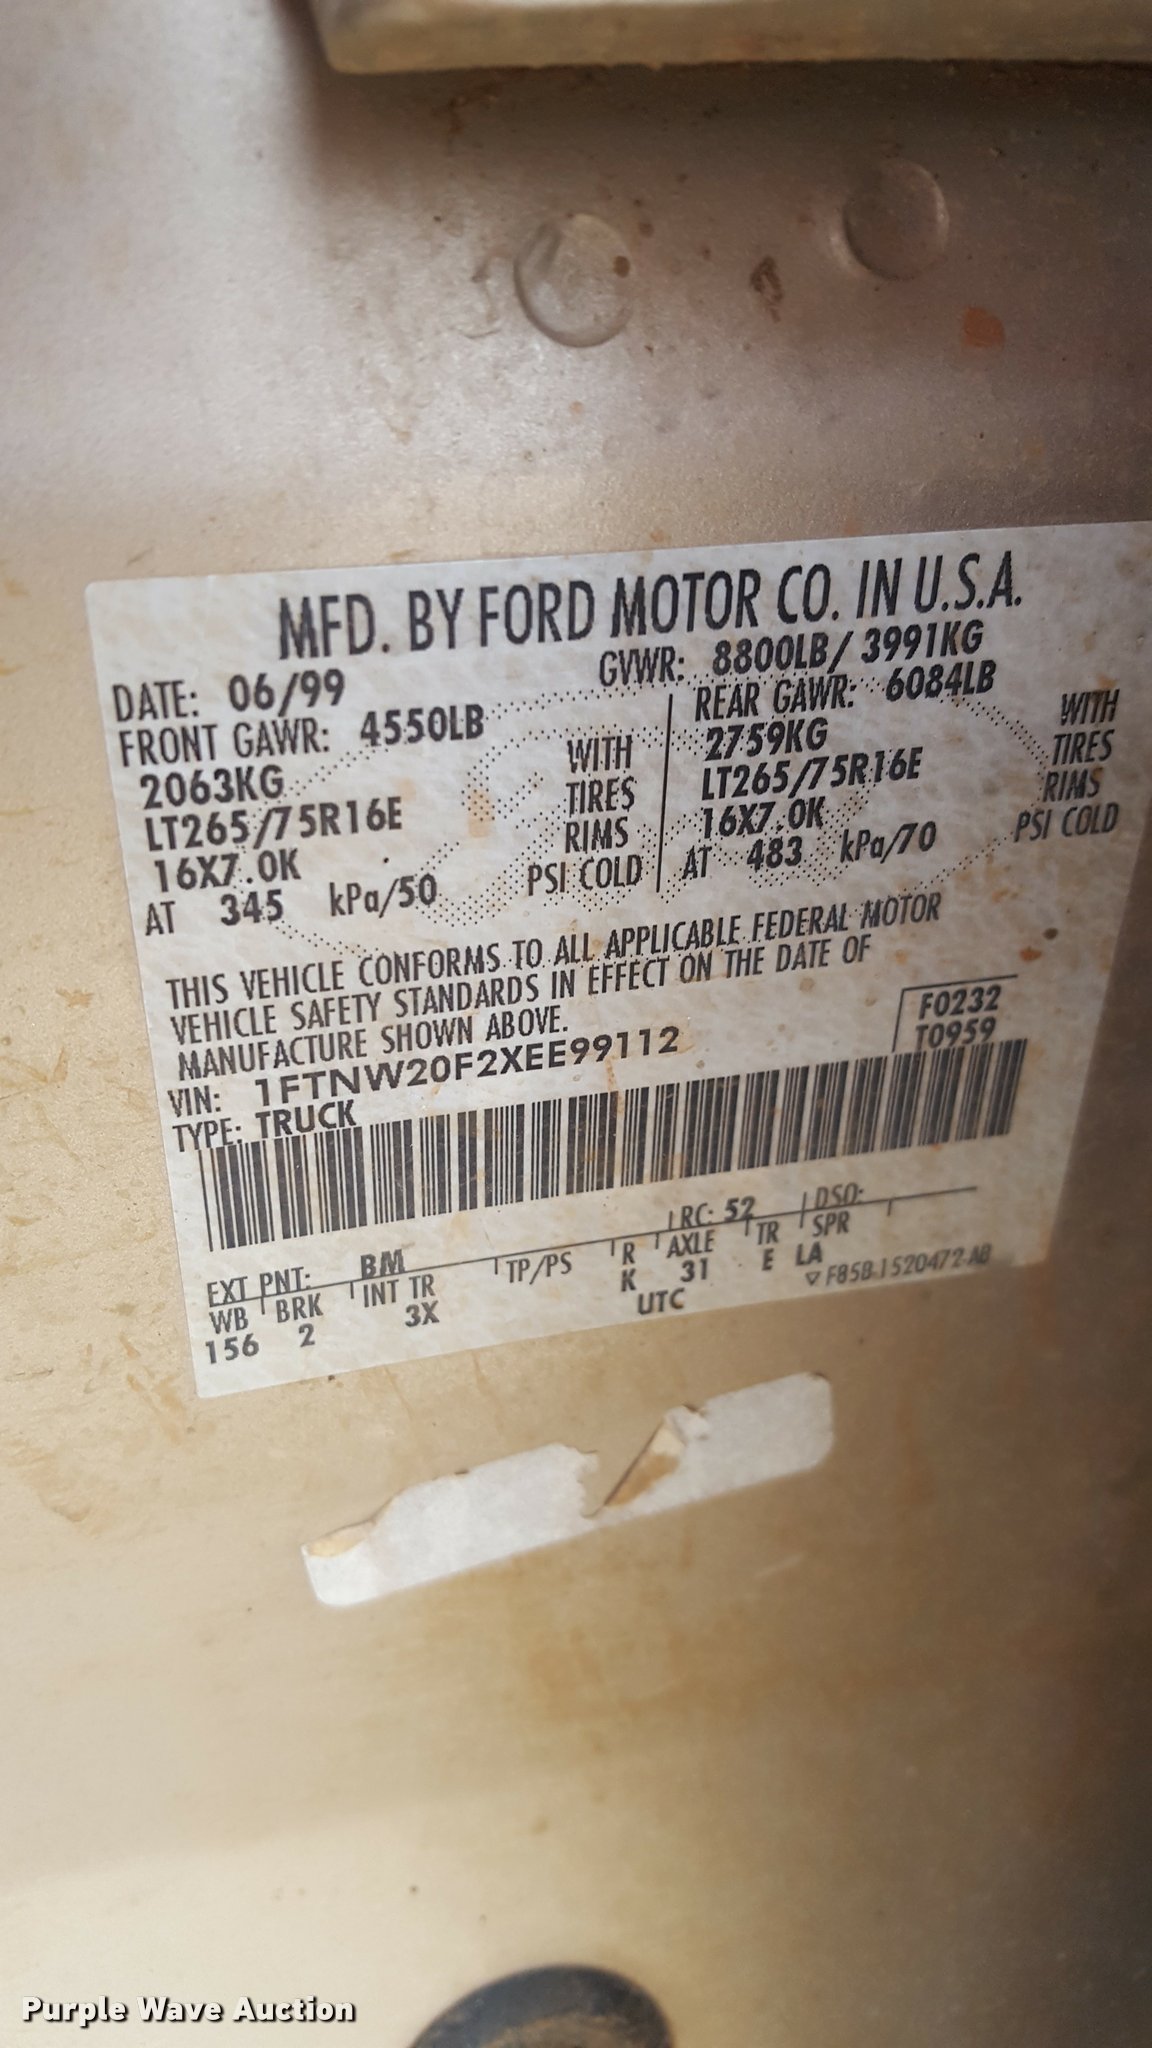 MFD. BY FORD MOTOR CO. IN U.S.A.
DATE: 06/99 GVWR: 8800LB/ 3991KG
FRONT GAWR: 4550LB REAR GAWR: 6084LB
2063KG WITH 2759KG WITH
LT265/75R16E TIRES LT265/75R16E TIRES
16X7.0K RIMS 16X7.0K RIMS
AT 345 kPa/50 PSI COLD AT 483 kPa/70 PSI COLD
THIS VEHICLE CONFORMS TO ALL APPLICABLE FEDERAL MOTOR
VEHICLE SAFETY STANDARDS IN EFFECT ON THE DATE OF
MANUFACTURE SHOWN ABOVE.
F0232
VIN: 1FTNW20F2XEE99112 T0959
TYPE: TRUCK
EXT PNT: BM RC: 52 DSO:
WB BRK INT TR TP/PS R AXLE TR SPR
156 2 3X K 31 E LA
UTC ▽ F85B-1520472-AB
Purple Wave Auction